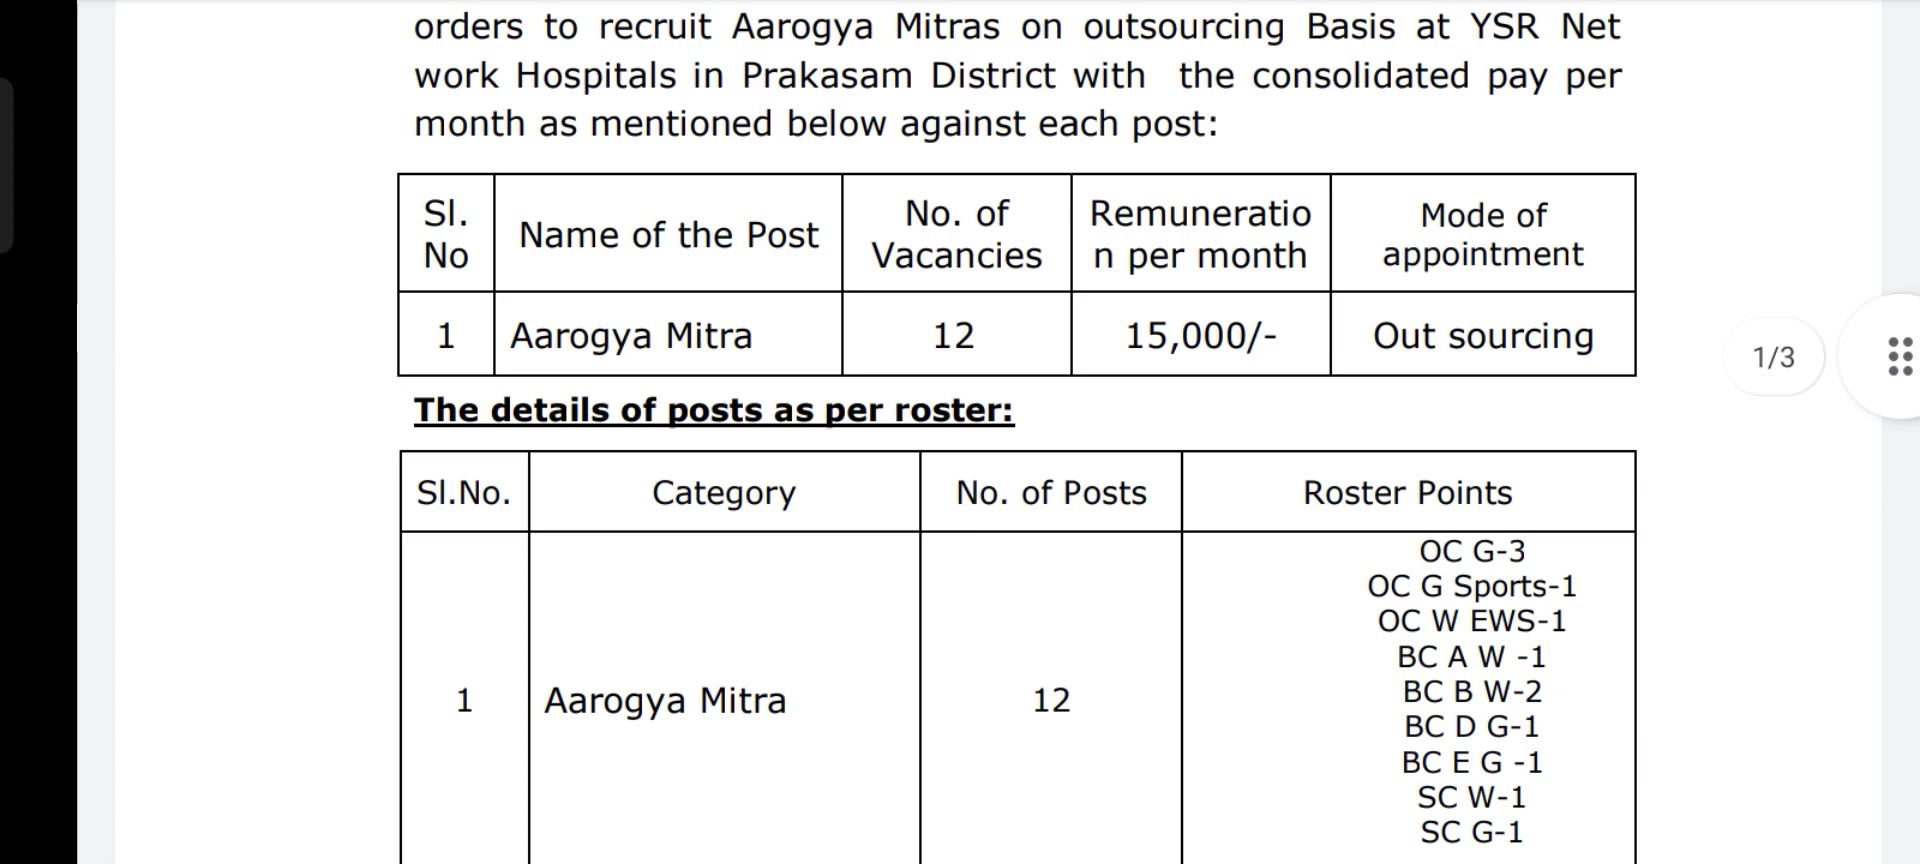 orders to recruit Aarogya Mitras on outsourcing Basis at YSR Net
work Hospitals in Prakasam District with the consolidated pay per
month as mentioned below against each post:
Sl. No Name of the Post No. of Vacancies Remuneratio n per month Mode of appointment
1 Aarogya Mitra 12 15,000/- Out sourcing
1/3
The details of posts as per roster:
Sl.No. Category No. of Posts Roster Points
1 Aarogya Mitra 12
OC G-3
OC G Sports-1
OC W EWS-1
BC A W -1
BC B W-2
BC D G-1
BC E G -1
SC W-1
SC G-1